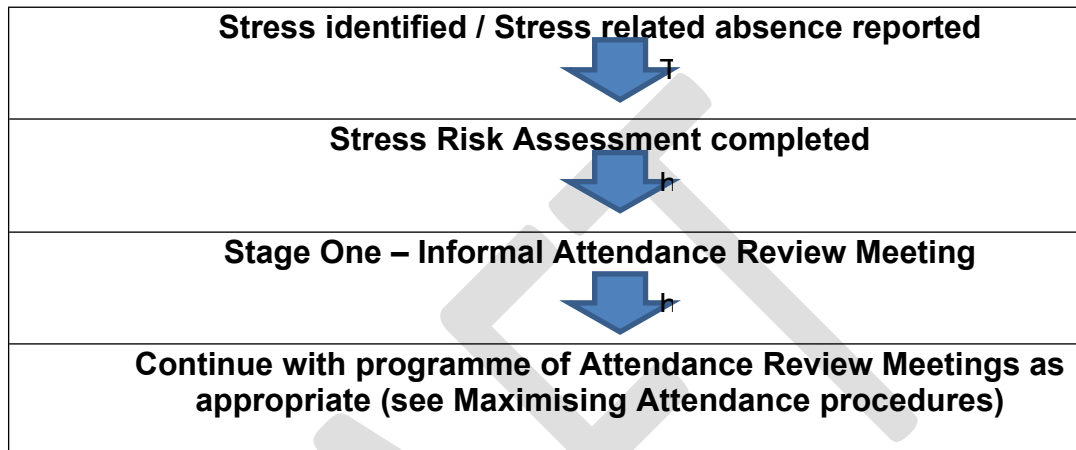 Stress identified / Stress related absence reported
T
Stress Risk Assessment completed
h
Stage One – Informal Attendance Review Meeting
h
Continue with programme of Attendance Review Meetings as
appropriate (see Maximising Attendance procedures)